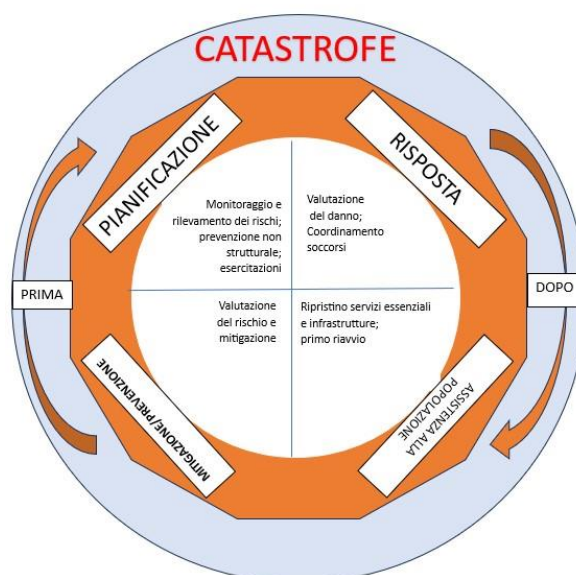 CATASTROFE
PIANIFICAZIONE
RISPOSTA
Monitoraggio e
rilevamento dei rischi;
prevenzione non
strutturale;
esercitazioni
Valutazione
del danno;
Coordinamento
soccorsi
PRIMA
DOPO
Valutazione
del rischio e
mitigazione
Ripristino servizi essenziali
e infrastrutture;
primo riavvio
MITIGAZIONE/PREVENZIONE
ASSISTENZA ALLA
POPOLAZIONE